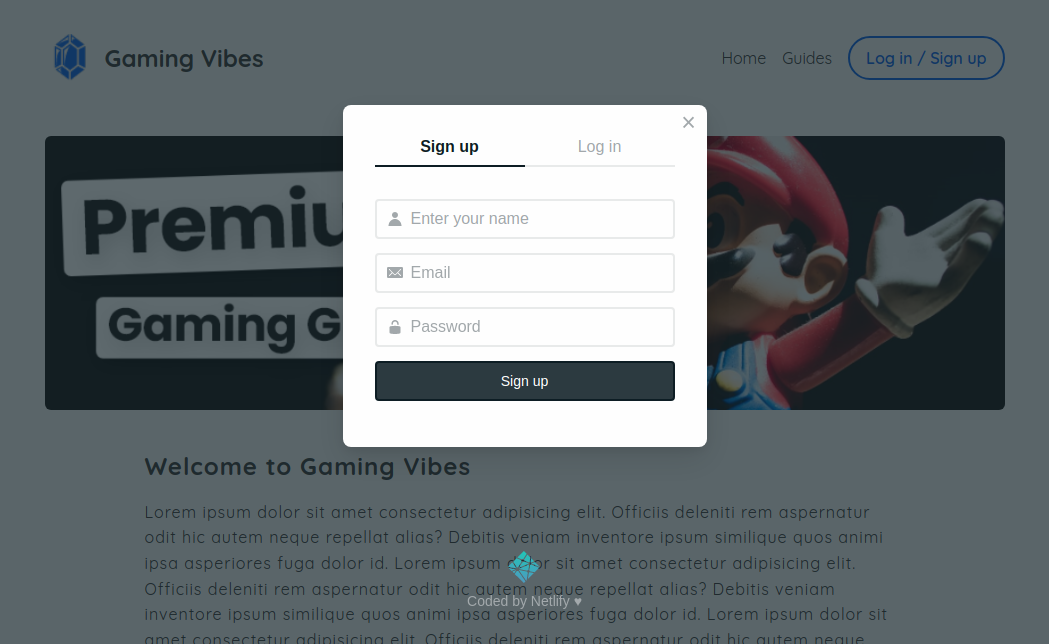 Gaming Vibes
Home Guides Log in / Sign up
Premiu
Gaming G
Sign up Log in
Enter your name
Email
Password
Sign up
Welcome to Gaming Vibes
Lorem ipsum dolor sit amet consectetur adipisicing elit. Officiis deleniti rem aspernatur
odit hic autem neque repellat alias? Debitis veniam inventore ipsum similique quos animi
ipsa asperiores fuga dolor id. Lorem ipsum dolor sit amet consectetur adipisicing elit.
Officiis deleniti rem aspernatur odit hic autem neque repellat alias? Debitis veniam
Coded by Netlify ♥
inventore ipsum similique quos animi ipsa asperiores fuga dolor id. Lorem ipsum dolor sit
amet consectetur adipisicing elit. Officiis deleniti rem aspernatur odit hic autem neque